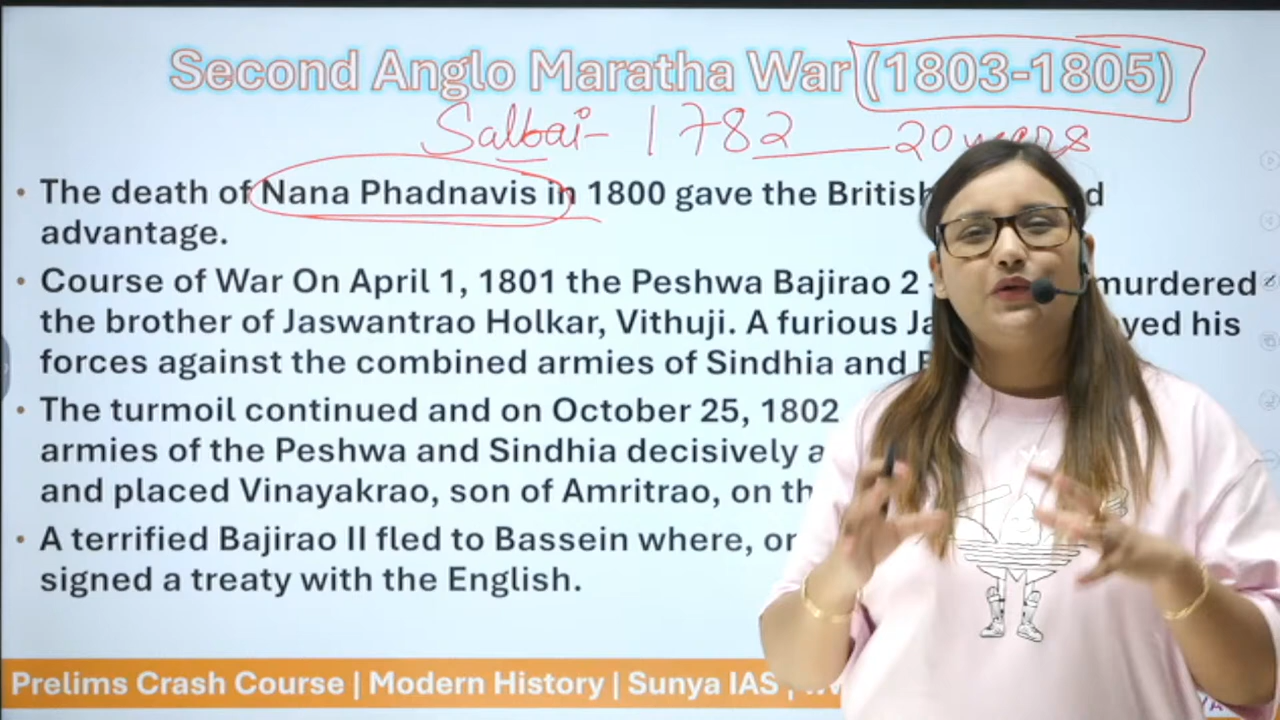 Second Anglo Maratha War (1803-1805)
Salbai - 1782 20 years
• The death of Nana Phadnavis in 1800 gave the British
advantage.
• Course of War On April 1, 1801 the Peshwa Bajirao 2 murdered
the brother of Jaswantrao Holkar, Vithuji. A furious his
forces against the combined armies of Sindhia and
• The turmoil continued and on October 25, 1802
armies of the Peshwa and Sindhia decisively
and placed Vinayakrao, son of Amritrao, on
• A terrified Bajirao II fled to Bassein where,
signed a treaty with the English.
Prelims Crash Course | Modern History | Sunya IAS |